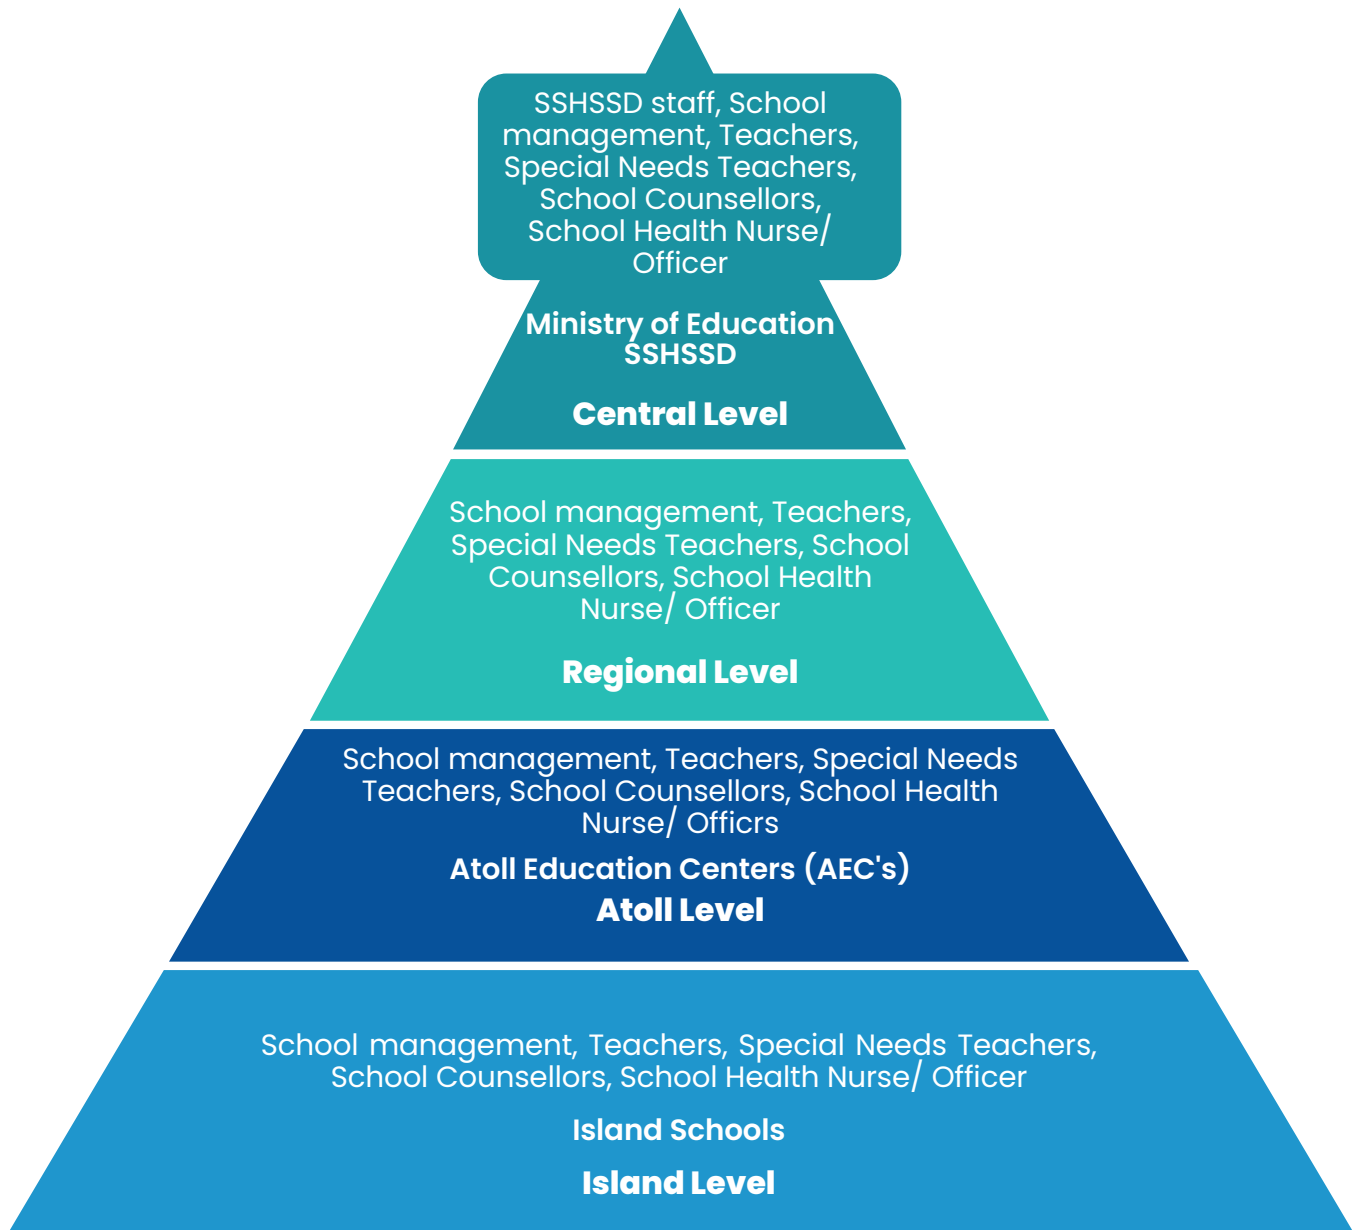 SSHSSD staff, School
management, Teachers,
Special Needs Teachers,
School Counsellors,
School Health Nurse/
Officer
Ministry of Education
SSHSSD
Central Level
School management, Teachers,
Special Needs Teachers, School
Counsellors, School Health
Nurse/ Officer
Regional Level
School management, Teachers, Special Needs
Teachers, School Counsellors, School Health
Nurse/ Officrs
Atoll Education Centers (AEC's)
Atoll Level
School management, Teachers, Special Needs Teachers,
School Counsellors, School Health Nurse/ Officer
Island Schools
Island Level